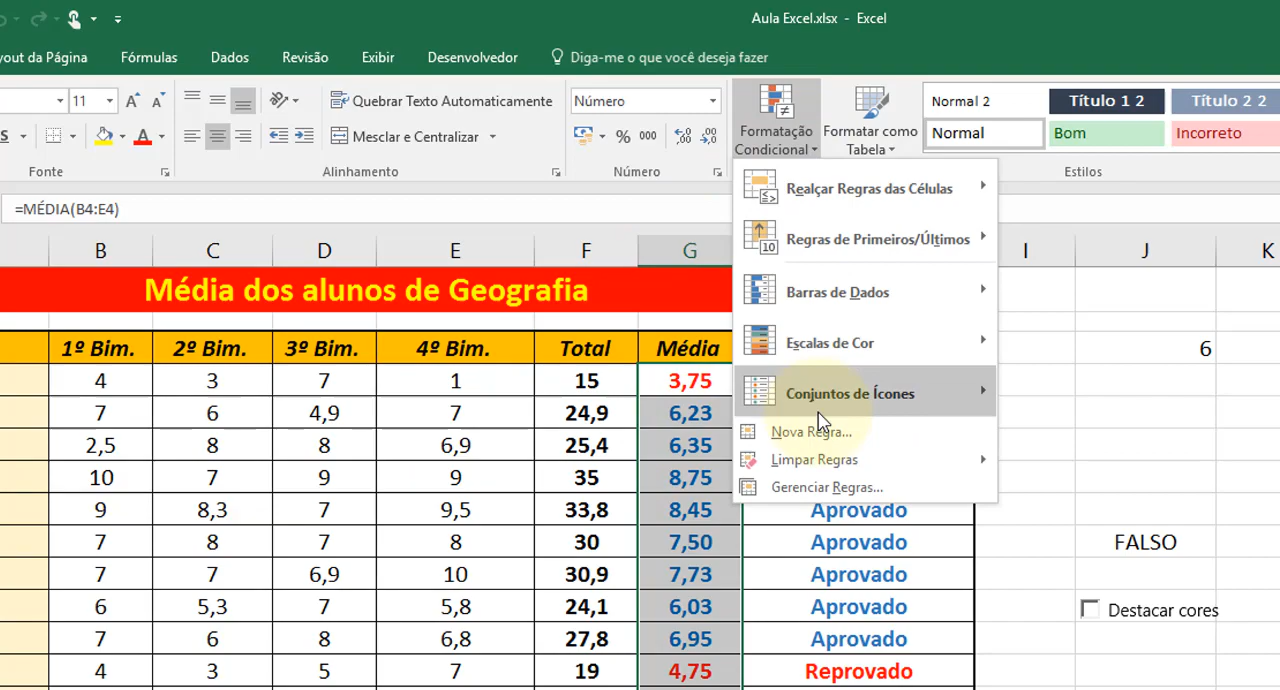 Aula Excel.xlsx - Excel
yout da Página Fórmulas Dados Revisão Exibir Desenvolvedor Diga-me o que você deseja fazer
11 A A Quebrar Texto Automaticamente Número Normal 2 Título 1 2 Título 2 2
S A Mesclar e Centralizar % 000 Formatação Condicional Formatar como Tabela Normal Bom Incorreto
Fonte Alinhamento Número Estilos
=MÉDIA(B4:E4)
Realçar Regras das Células
Regras de Primeiros/Últimos
Barras de Dados
Escalas de Cor
Conjuntos de Ícones
Nova Regra...
Limpar Regras
Gerenciar Regras...
B C D E F G I J K
Média dos alunos de Geografia
1º Bim. 2º Bim. 3º Bim. 4º Bim. Total Média 6
4 3 7 1 15 3,75
7 6 4,9 7 24,9 6,23
2,5 8 8 6,9 25,4 6,35
10 7 9 9 35 8,75
9 8,3 7 9,5 33,8 8,45 Aprovado
7 8 7 8 30 7,50 Aprovado FALSO
7 7 6,9 10 30,9 7,73 Aprovado
6 5,3 7 5,8 24,1 6,03 Aprovado Destacar cores
7 6 8 6,8 27,8 6,95 Aprovado
4 3 5 7 19 4,75 Reprovado